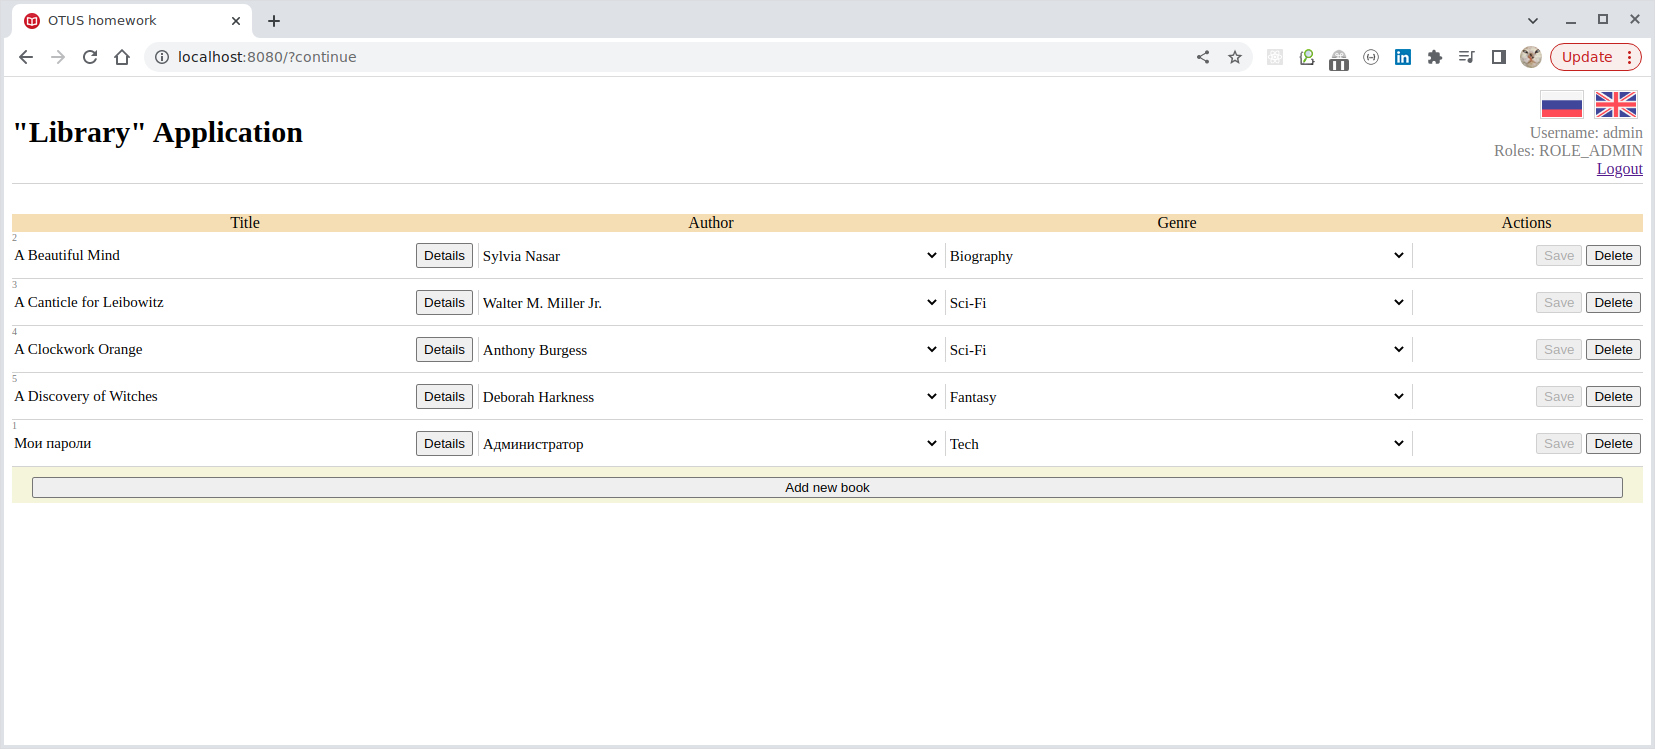 OTUS homework
localhost:8080/?continue
Update
"Library" Application
Username: admin
Roles: ROLE_ADMIN
Logout
Title Author Genre Actions
2
A Beautiful Mind Details Sylvia Nasar Biography Save Delete
3
A Canticle for Leibowitz Details Walter M. Miller Jr. Sci-Fi Save Delete
4
A Clockwork Orange Details Anthony Burgess Sci-Fi Save Delete
5
A Discovery of Witches Details Deborah Harkness Fantasy Save Delete
1
Мои пароли Details Администратор Tech Save Delete
Add new book